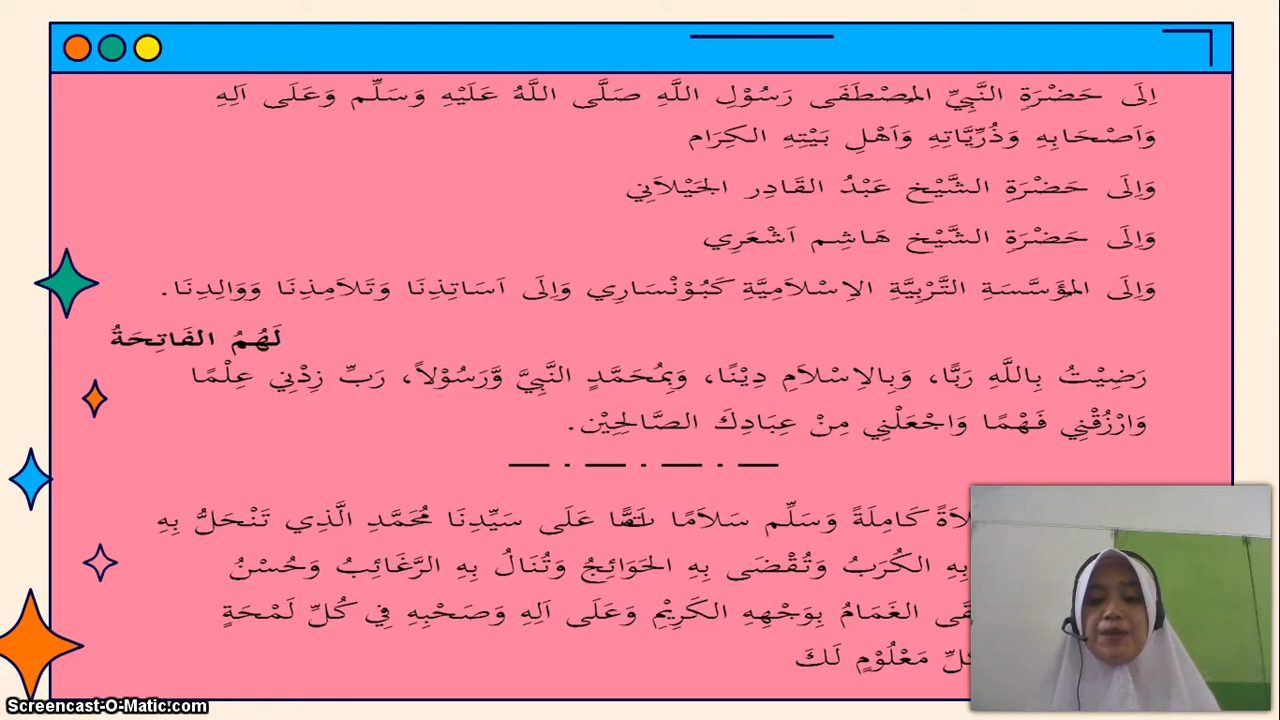 اِلَى حَضْرَةِ النَّبِيِّ المصْطَفَى رَسُوْلِ اللَّهِ صَلَّى اللَّهُ عَلَيْهِ وَسَلِّم وَعَلَى آلِهِ
وَاَصْحَابِهِ وَذُرِّيَّاتِهِ وَاَهْلِ بَيْتِهِ الكِرَام
وَاِلَى حَضْرَةِ الشَّيْخ عَبْدُ القَادِر الجَيْلاَنِي
وَاِلَى حَضْرَةِ الشَّيْخ هَاشِم اَشْعَرِي
وَاِلَى المؤَسَّسَةِ التَّرْبِيَّةِ الاِسْلاَمِيَّةِ كَبُوْنْسَارِي وَاِلَى اَسَاتِذِنَا وَتَلاَمِذِنَا وَوَالِدِنَا.
لَهُمُ الفَاتِحَةُ
رَضِيْتُ بِاللَّهِ رَبًّا، وَبِالاِسْلاَمِ دِيْنًا، وَبِمُحَمَّدٍ النَّبِيَّ وَّرَسُوْلاً، رَبِّ زِدْنِي عِلْمًا
وَارْزُقْنِي فَهْمًا وَاجْعَلْنِي مِنْ عِبَادِكَ الصَّالِحِيْن.
كَامِلَةً وَسَلِّم سَلاَمًا عَلَى سَيِّدِنَا مُحَمَّدِ الَّذِي تَنْحَلُّ بِهِ
بِهِ الكُرَبُ وَتُقْضَى بِهِ الحَوَائِجُ وَتُنَالُ بِهِ الرَّغَائِبُ وَحُسْنُ
الغَمَامُ بِوَجْهِهِ الكَرِيْمِ وَعَلَى آلِهِ وَصَحْبِهِ فِي كُلِّ لَمْحَةٍ
مَعْلُوْمٍ لَكَ
Screencast-O-Matic.com